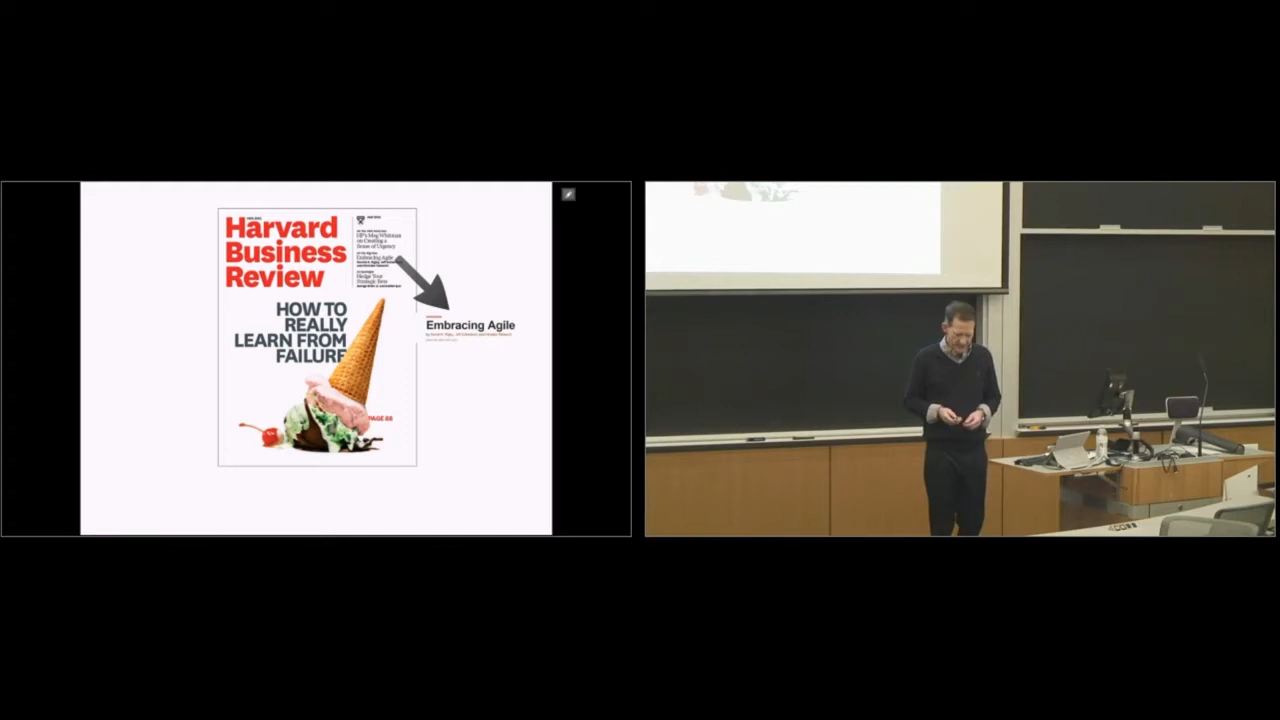 Harvard
Business
Review
HP's Meg Whitman
on Creating a
Sense of Urgency
Embracing Agile
Hedge Your
Strategic Bets
HOW TO
REALLY
LEARN FROM
FAILURE
PAGE 88
Embracing Agile